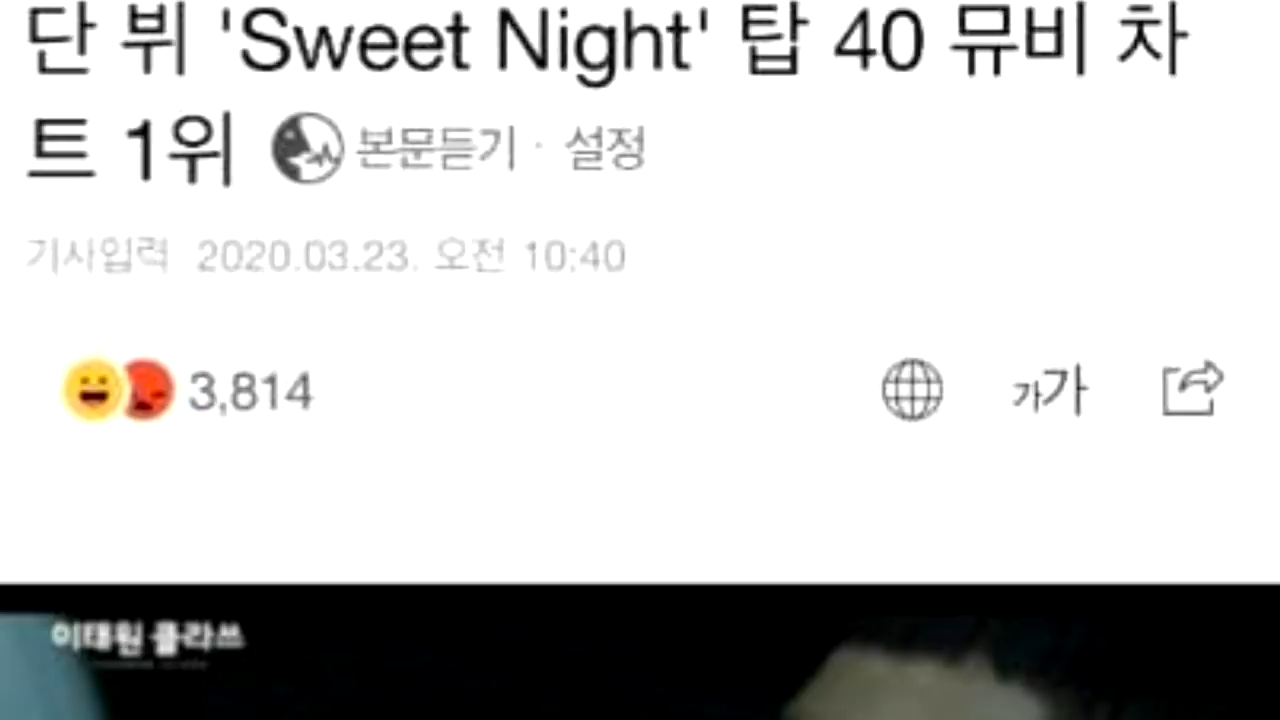 단 뷔 'Sweet Night' 탑 40 뮤비 차
트 1위 본문듣기 · 설정
기사입력 2020.03.23. 오전 10:40
3,814 가가
이태원 클라쓰